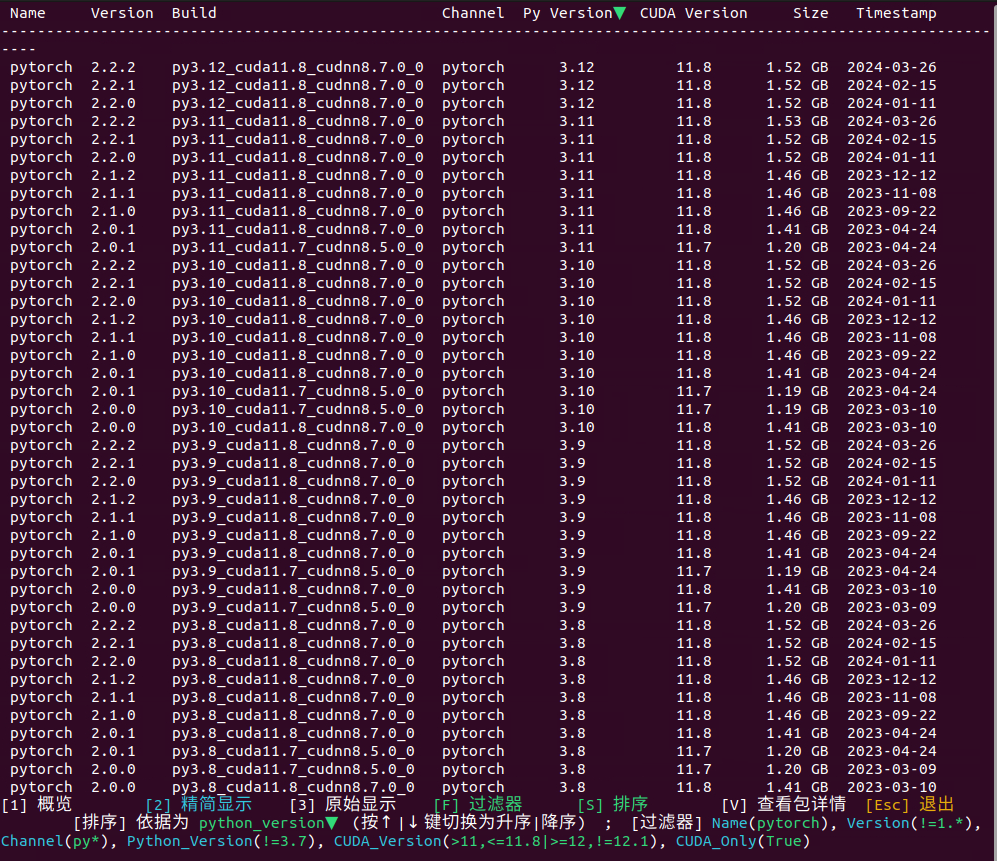 Name Version Build Channel Py Version▼ CUDA Version Size Timestamp
--------------------------------------------------------------------------------------------------------------
----
pytorch 2.2.2 py3.12_cuda11.8_cudnn8.7.0_0 pytorch 3.12 11.8 1.52 GB 2024-03-26
pytorch 2.2.1 py3.12_cuda11.8_cudnn8.7.0_0 pytorch 3.12 11.8 1.52 GB 2024-02-15
pytorch 2.2.0 py3.12_cuda11.8_cudnn8.7.0_0 pytorch 3.12 11.8 1.52 GB 2024-01-11
pytorch 2.2.2 py3.11_cuda11.8_cudnn8.7.0_0 pytorch 3.11 11.8 1.53 GB 2024-03-26
pytorch 2.2.1 py3.11_cuda11.8_cudnn8.7.0_0 pytorch 3.11 11.8 1.52 GB 2024-02-15
pytorch 2.2.0 py3.11_cuda11.8_cudnn8.7.0_0 pytorch 3.11 11.8 1.52 GB 2024-01-11
pytorch 2.1.2 py3.11_cuda11.8_cudnn8.7.0_0 pytorch 3.11 11.8 1.46 GB 2023-12-12
pytorch 2.1.1 py3.11_cuda11.8_cudnn8.7.0_0 pytorch 3.11 11.8 1.46 GB 2023-11-08
pytorch 2.1.0 py3.11_cuda11.8_cudnn8.7.0_0 pytorch 3.11 11.8 1.46 GB 2023-09-22
pytorch 2.0.1 py3.11_cuda11.8_cudnn8.7.0_0 pytorch 3.11 11.8 1.41 GB 2023-04-24
pytorch 2.0.1 py3.11_cuda11.7_cudnn8.5.0_0 pytorch 3.11 11.7 1.20 GB 2023-04-24
pytorch 2.2.2 py3.10_cuda11.8_cudnn8.7.0_0 pytorch 3.10 11.8 1.52 GB 2024-03-26
pytorch 2.2.1 py3.10_cuda11.8_cudnn8.7.0_0 pytorch 3.10 11.8 1.52 GB 2024-02-15
pytorch 2.2.0 py3.10_cuda11.8_cudnn8.7.0_0 pytorch 3.10 11.8 1.52 GB 2024-01-11
pytorch 2.1.2 py3.10_cuda11.8_cudnn8.7.0_0 pytorch 3.10 11.8 1.46 GB 2023-12-12
pytorch 2.1.1 py3.10_cuda11.8_cudnn8.7.0_0 pytorch 3.10 11.8 1.46 GB 2023-11-08
pytorch 2.1.0 py3.10_cuda11.8_cudnn8.7.0_0 pytorch 3.10 11.8 1.46 GB 2023-09-22
pytorch 2.0.1 py3.10_cuda11.8_cudnn8.7.0_0 pytorch 3.10 11.8 1.41 GB 2023-04-24
pytorch 2.0.1 py3.10_cuda11.7_cudnn8.5.0_0 pytorch 3.10 11.7 1.19 GB 2023-04-24
pytorch 2.0.0 py3.10_cuda11.7_cudnn8.5.0_0 pytorch 3.10 11.7 1.19 GB 2023-03-10
pytorch 2.0.0 py3.10_cuda11.8_cudnn8.7.0_0 pytorch 3.10 11.8 1.41 GB 2023-03-10
pytorch 2.2.2 py3.9_cuda11.8_cudnn8.7.0_0 pytorch 3.9 11.8 1.52 GB 2024-03-26
pytorch 2.2.1 py3.9_cuda11.8_cudnn8.7.0_0 pytorch 3.9 11.8 1.52 GB 2024-02-15
pytorch 2.2.0 py3.9_cuda11.8_cudnn8.7.0_0 pytorch 3.9 11.8 1.52 GB 2024-01-11
pytorch 2.1.2 py3.9_cuda11.8_cudnn8.7.0_0 pytorch 3.9 11.8 1.46 GB 2023-12-12
pytorch 2.1.1 py3.9_cuda11.8_cudnn8.7.0_0 pytorch 3.9 11.8 1.46 GB 2023-11-08
pytorch 2.1.0 py3.9_cuda11.8_cudnn8.7.0_0 pytorch 3.9 11.8 1.46 GB 2023-09-22
pytorch 2.0.1 py3.9_cuda11.8_cudnn8.7.0_0 pytorch 3.9 11.8 1.41 GB 2023-04-24
pytorch 2.0.1 py3.9_cuda11.7_cudnn8.5.0_0 pytorch 3.9 11.7 1.19 GB 2023-04-24
pytorch 2.0.0 py3.9_cuda11.8_cudnn8.7.0_0 pytorch 3.9 11.8 1.41 GB 2023-03-10
pytorch 2.0.0 py3.9_cuda11.7_cudnn8.5.0_0 pytorch 3.9 11.7 1.20 GB 2023-03-09
pytorch 2.2.2 py3.8_cuda11.8_cudnn8.7.0_0 pytorch 3.8 11.8 1.52 GB 2024-03-26
pytorch 2.2.1 py3.8_cuda11.8_cudnn8.7.0_0 pytorch 3.8 11.8 1.52 GB 2024-02-15
pytorch 2.2.0 py3.8_cuda11.8_cudnn8.7.0_0 pytorch 3.8 11.8 1.52 GB 2024-01-11
pytorch 2.1.2 py3.8_cuda11.8_cudnn8.7.0_0 pytorch 3.8 11.8 1.46 GB 2023-12-12
pytorch 2.1.1 py3.8_cuda11.8_cudnn8.7.0_0 pytorch 3.8 11.8 1.46 GB 2023-11-08
pytorch 2.1.0 py3.8_cuda11.8_cudnn8.7.0_0 pytorch 3.8 11.8 1.46 GB 2023-09-22
pytorch 2.0.1 py3.8_cuda11.8_cudnn8.7.0_0 pytorch 3.8 11.8 1.41 GB 2023-04-24
pytorch 2.0.1 py3.8_cuda11.7_cudnn8.5.0_0 pytorch 3.8 11.7 1.20 GB 2023-04-24
pytorch 2.0.0 py3.8_cuda11.7_cudnn8.5.0_0 pytorch 3.8 11.7 1.20 GB 2023-03-09
pytorch 2.0.0 py3.8_cuda11.8_cudnn8.7.0_0 pytorch 3.8 11.8 1.41 GB 2023-03-10
[1] 概览 [2] 精简显示 [3] 原始显示 [F] 过滤器 [S] 排序 [V] 查看包详情 [Esc] 退出
[排序] 依据为 python_version▼ (按↑|↓键切换为升序|降序) ; [过滤器] Name(pytorch), Version(!=1.*),
Channel(py*), Python_Version(!=3.7), CUDA_Version(>11,<=11.8|>=12,!=12.1), CUDA_Only(True)